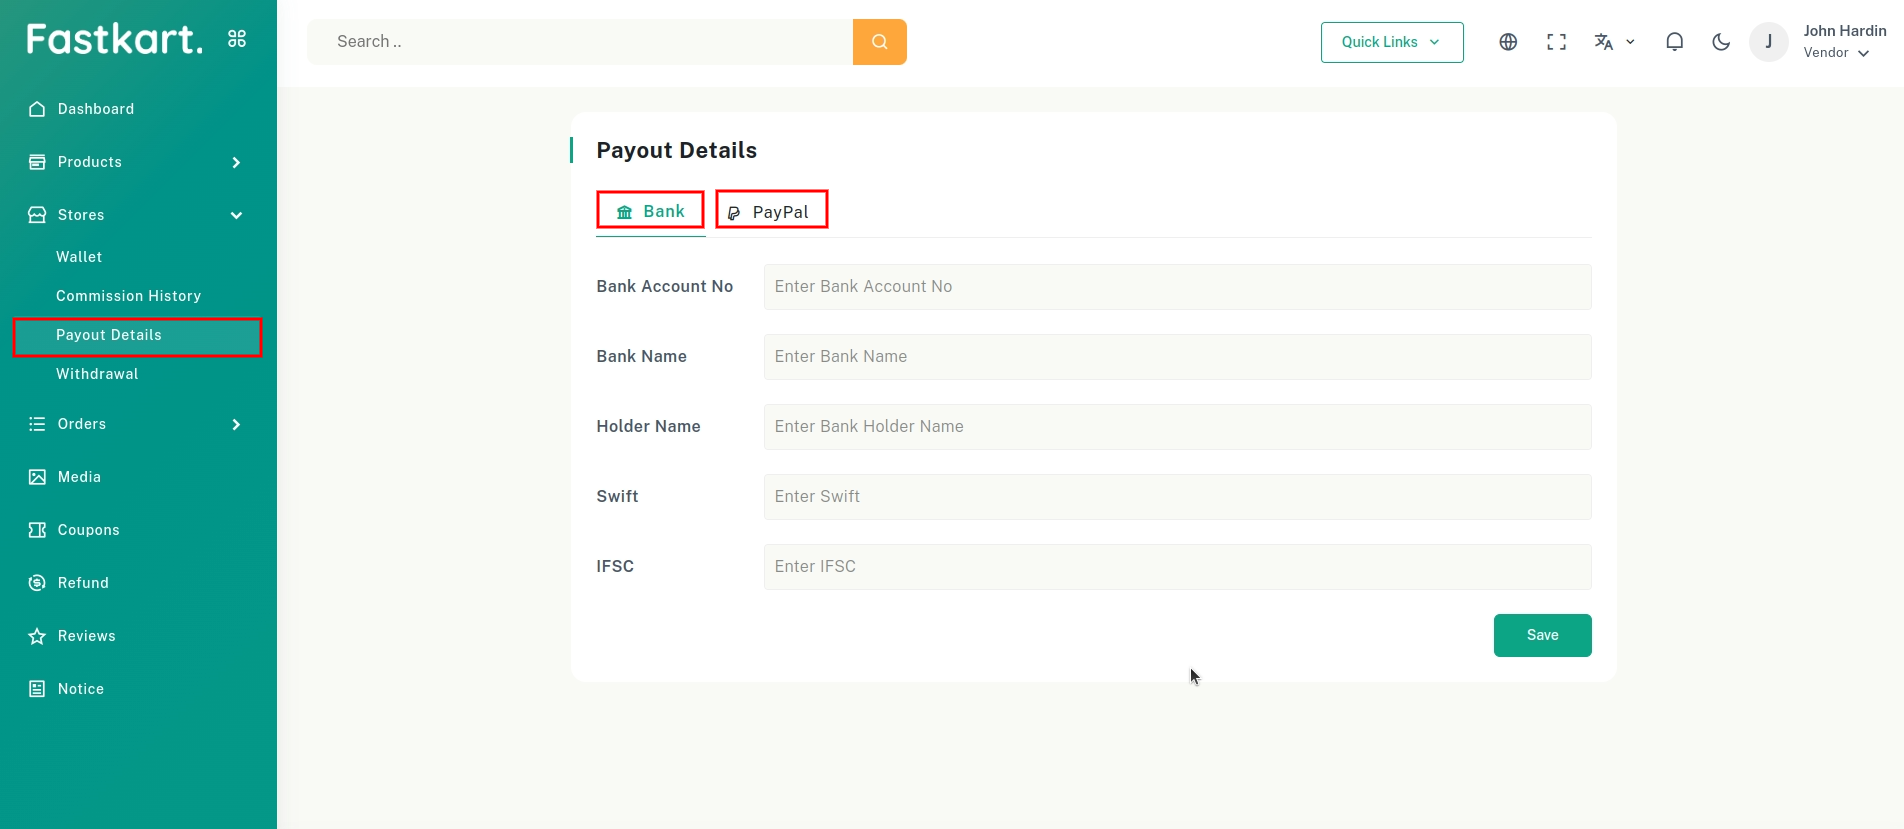 Fastkart.
Search ..
Quick Links
J
John Hardin
Vendor
Dashboard
Products
Stores
Wallet
Commission History
Payout Details
Withdrawal
Orders
Media
Coupons
Refund
Reviews
Notice
Payout Details
Bank
PayPal
Bank Account No
Enter Bank Account No
Bank Name
Enter Bank Name
Holder Name
Enter Bank Holder Name
Swift
Enter Swift
IFSC
Enter IFSC
Save